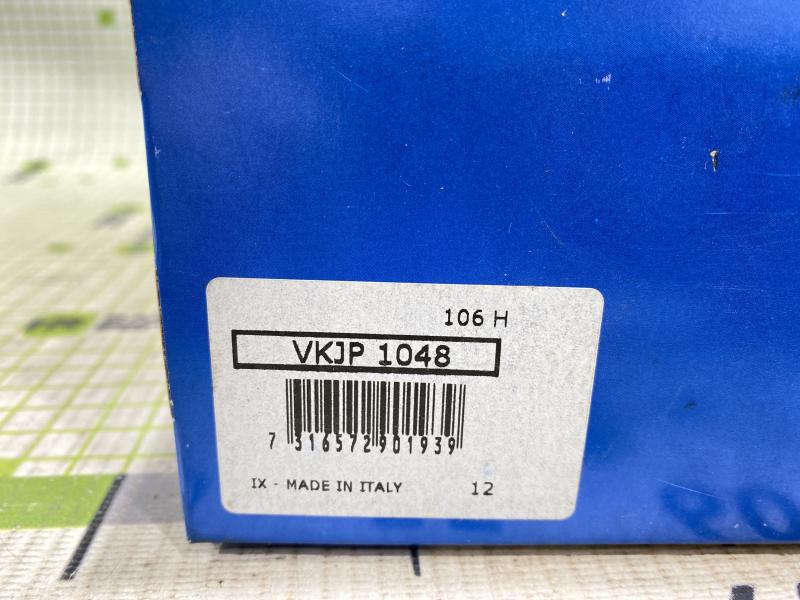 106 H
VKJP 1048
7 316572 901939
IX - MADE IN ITALY 12